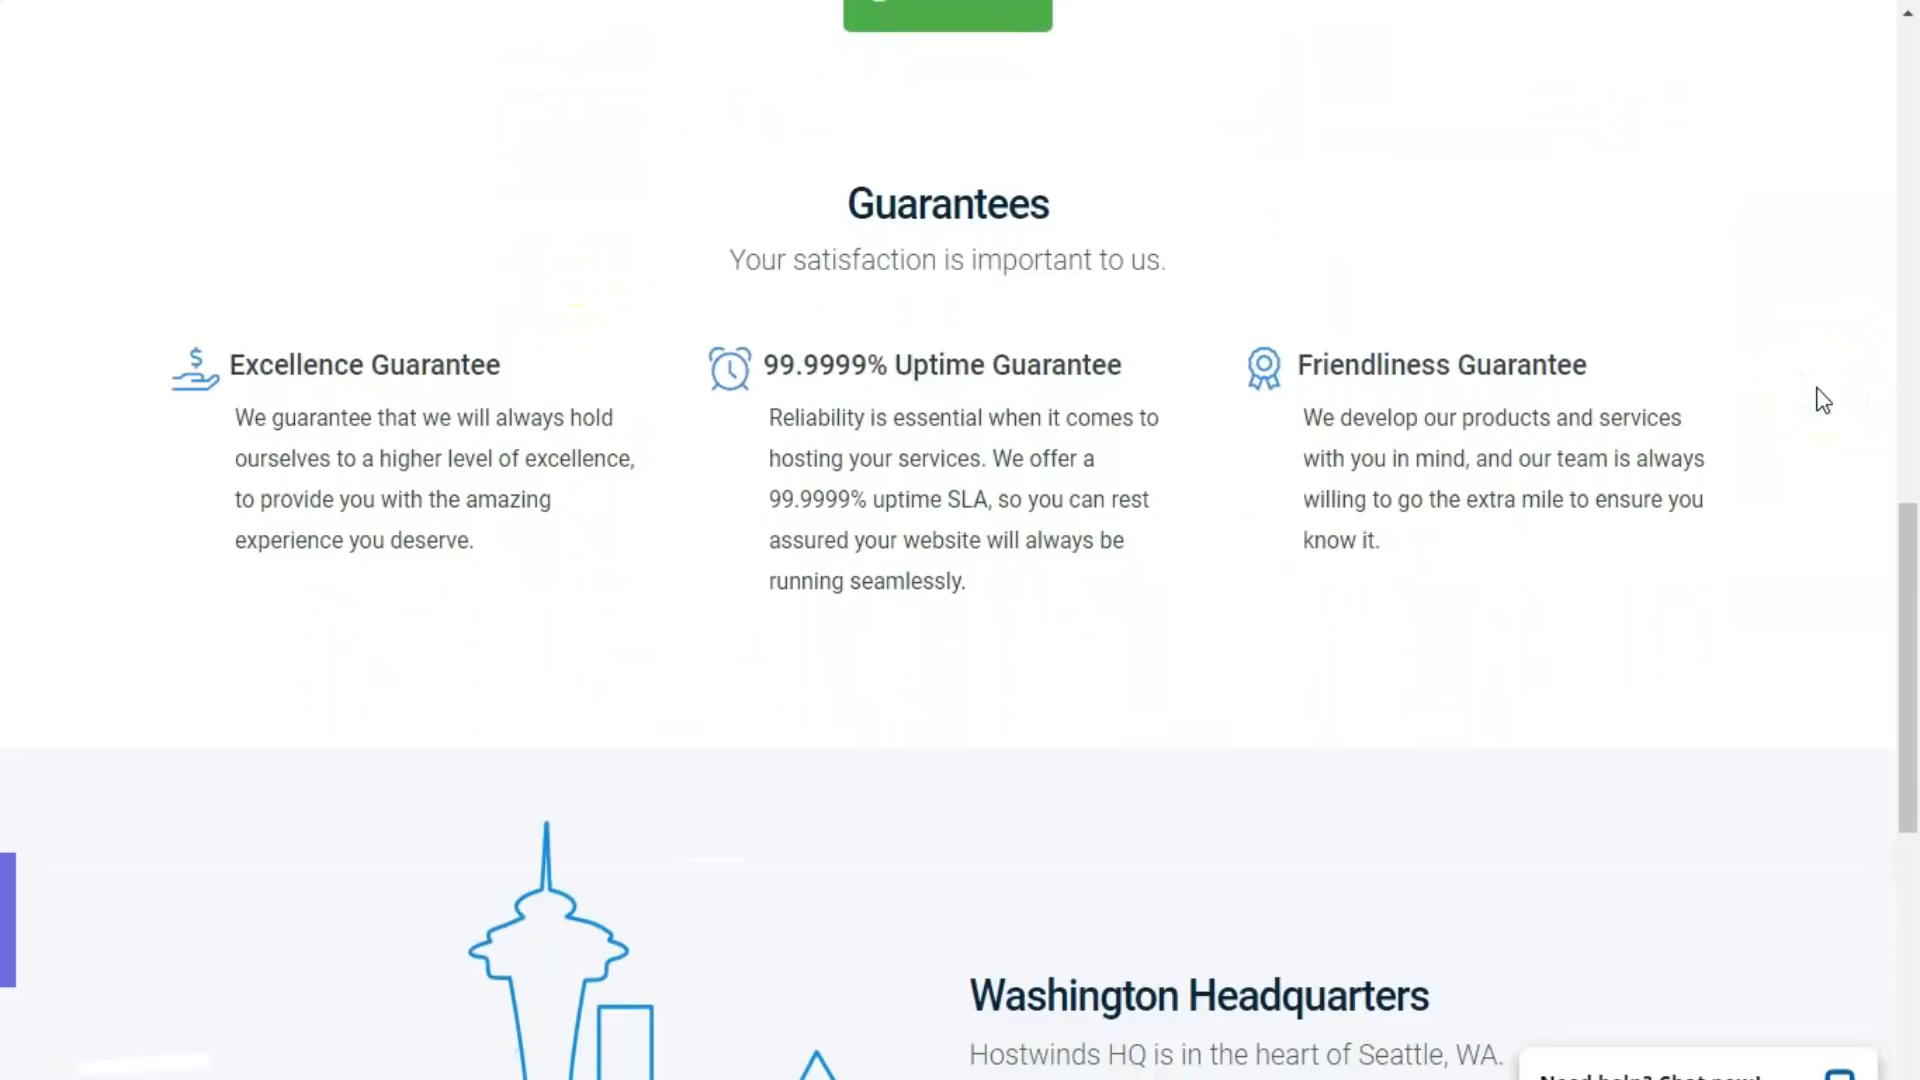 Guarantees
Your satisfaction is important to us.
Excellence Guarantee
We guarantee that we will always hold
ourselves to a higher level of excellence,
to provide you with the amazing
experience you deserve.
99.9999% Uptime Guarantee
Reliability is essential when it comes to
hosting your services. We offer a
99.9999% uptime SLA, so you can rest
assured your website will always be
running seamlessly.
Friendliness Guarantee
We develop our products and services
with you in mind, and our team is always
willing to go the extra mile to ensure you
know it.
Washington Headquarters
Hostwinds HQ is in the heart of Seattle, WA.
Need help? Chat now!